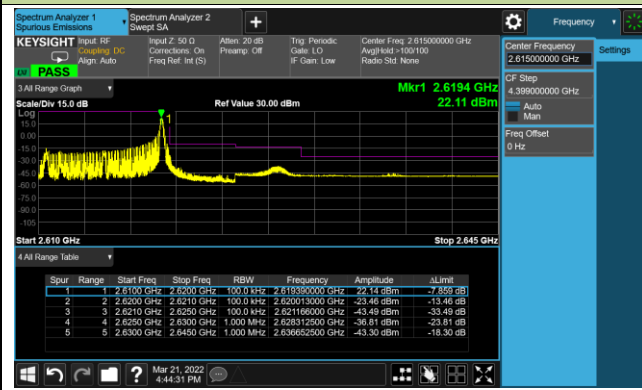 Spectrum Analyzer 1
Spurious Emissions
Spectrum Analyzer 2
Swept SA
Frequency
KEYSIGHT
Input: RF
Coupling: DC
Align: Auto
Input Z: 50 Ω
Corrections: On
Freq Ref: Int (S)
Atten: 20 dB
Preamp: Off
Trig: Periodic
Gate: LO
IF Gain: Low
Center Freq: 2.615000000 GHz
Avg|Hold:>100/100
Radio Std: None
PASS
Center Frequency
2.615000000 GHz
Settings
CF Step
4.399000000 GHz
Auto
Man
Freq Offset
0 Hz
3 All Range Graph
Mkr1 2.6194 GHz
22.11 dBm
Scale/Div 15.0 dB
Ref Value 30.00 dBm
Log
15.0
0.00
-15.0
-30.0
-45.0
-60.0
-75.0
-90.0
-105
1
Start 2.610 GHz
Stop 2.645 GHz
4 All Range Table
Spur Range Start Freq Stop Freq RBW Frequency Amplitude ΔLimit
1 1 2.6100 GHz 2.6200 GHz 100.0 kHz 2.619390000 GHz 22.14 dBm -7.859 dB
2 2 2.6200 GHz 2.6210 GHz 100.0 kHz 2.620013000 GHz -23.46 dBm -13.46 dB
3 3 2.6210 GHz 2.6250 GHz 100.0 kHz 2.621166000 GHz -43.49 dBm -33.49 dB
4 4 2.6250 GHz 2.6300 GHz 1.000 MHz 2.628312500 GHz -36.81 dBm -23.81 dB
5 5 2.6300 GHz 2.6450 GHz 1.000 MHz 2.636652500 GHz -43.30 dBm -18.30 dB
Mar 21, 2022
4:44:31 PM